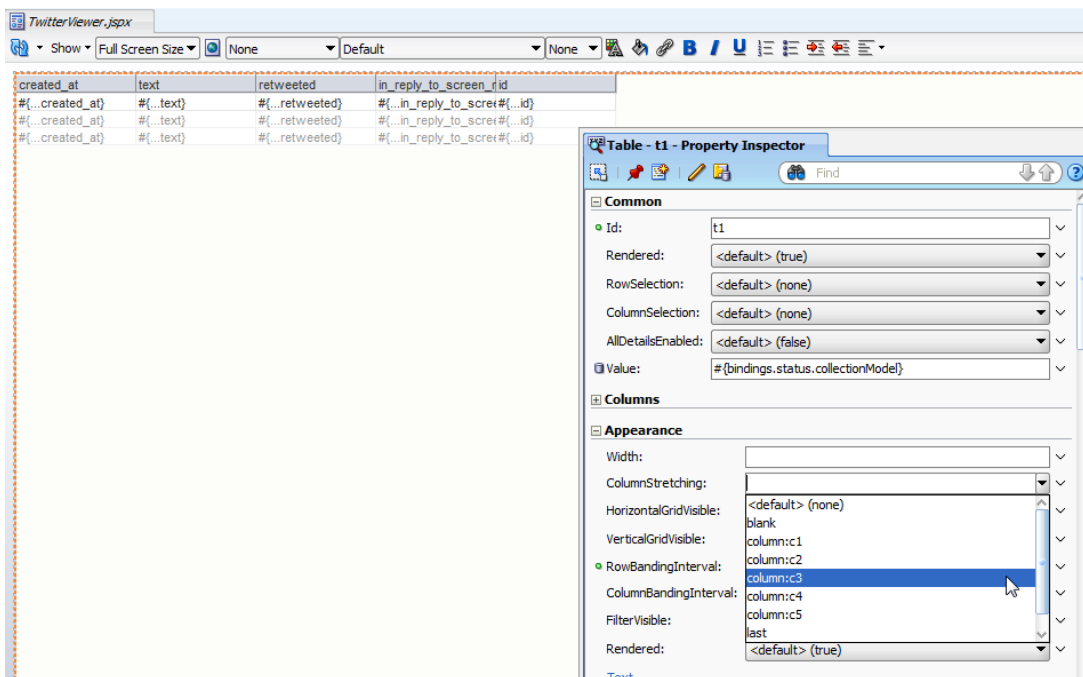 TwitterViewer.jspx
Show Full Screen Size None Default None B I U
created_at text retweeted in_reply_to_screen_n id
#{...created_at} #{...text} #{...retweeted} #{...in_reply_to_scree #{...id}
#{...created_at} #{...text} #{...retweeted} #{...in_reply_to_scree #{...id}
#{...created_at} #{...text} #{...retweeted} #{...in_reply_to_scree #{...id}
Table - t1 - Property Inspector
Find
Common
Id: t1
Rendered: <default> (true)
RowSelection: <default> (none)
ColumnSelection: <default> (none)
AllDetailsEnabled: <default> (false)
Value: #{bindings.status.collectionModel}
Columns
Appearance
Width:
ColumnStretching:
<default> (none)
HorizontalGridVisible:
blank
VerticalGridVisible: column:c1
column:c2
RowBandingInterval:
column:c3
ColumnBandingInterval: column:c4
column:c5
FilterVisible:
last
Rendered: <default> (true)
Text